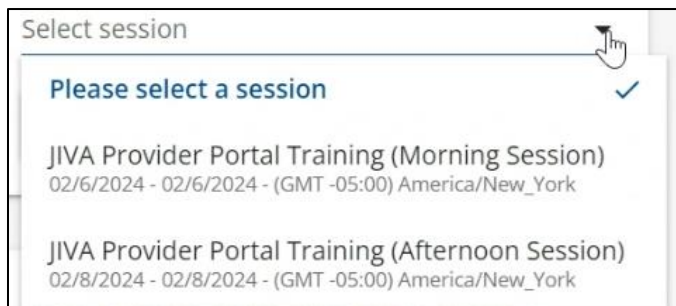 Select session
Please select a session
JIVA Provider Portal Training (Morning Session)
02/6/2024 - 02/6/2024 - (GMT -05:00) America/New_York
JIVA Provider Portal Training (Afternoon Session)
02/8/2024 - 02/8/2024 - (GMT -05:00) America/New_York